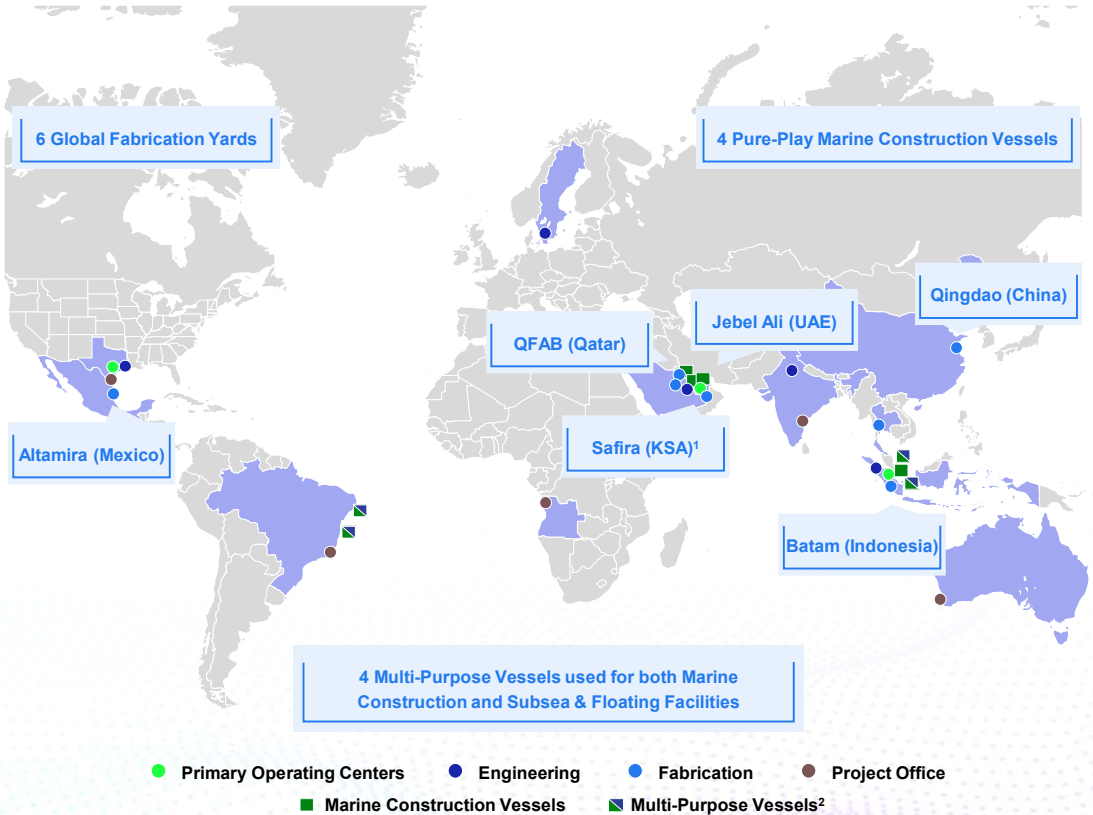 6 Global Fabrication Yards
4 Pure-Play Marine Construction Vessels
Qingdao (China)
Jebel Ali (UAE)
QFAB (Qatar)
Altamira (Mexico)
Safira (KSA)¹
Batam (Indonesia)
4 Multi-Purpose Vessels used for both Marine
Construction and Subsea & Floating Facilities
Primary Operating Centers
Engineering
Fabrication
Project Office
Marine Construction Vessels
Multi-Purpose Vessels²